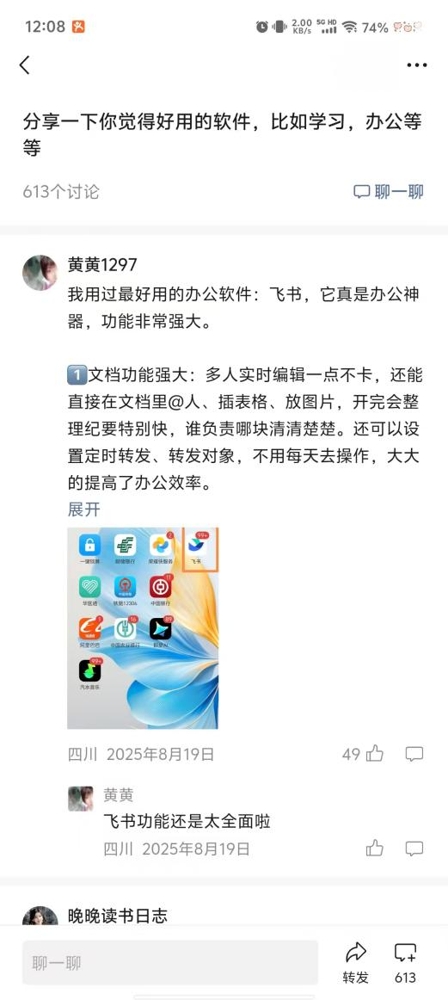 12:08
2.00
KB/s
5G HD
74%
分享一下你觉得好用的软件，比如学习，办公等
等
613个讨论
聊一聊
黄黄1297
我用过最好用的办公软件：飞书，它真是办公神
器，功能非常强大。
1文档功能强大：多人实时编辑一点不卡，还能
直接在文档里@人、插表格、放图片，开完会整
理纪要特别快，谁负责哪块清清楚楚。还可以设
置定时转发、转发对象，不用每天去操作，大大
的提高了办公效率。
展开
2
99+
一键锁屏
邮储银行
荣耀快服务
飞书
11
华医通
铁路12306
中国银行
1
16
89
阿里巴巴
中国农业银行
即梦AI
99+
汽水音乐
四川 2025年8月19日
49
黄黄
飞书功能还是太全面啦
四川 2025年8月19日
晚晚读书日志
聊一聊
转发
613